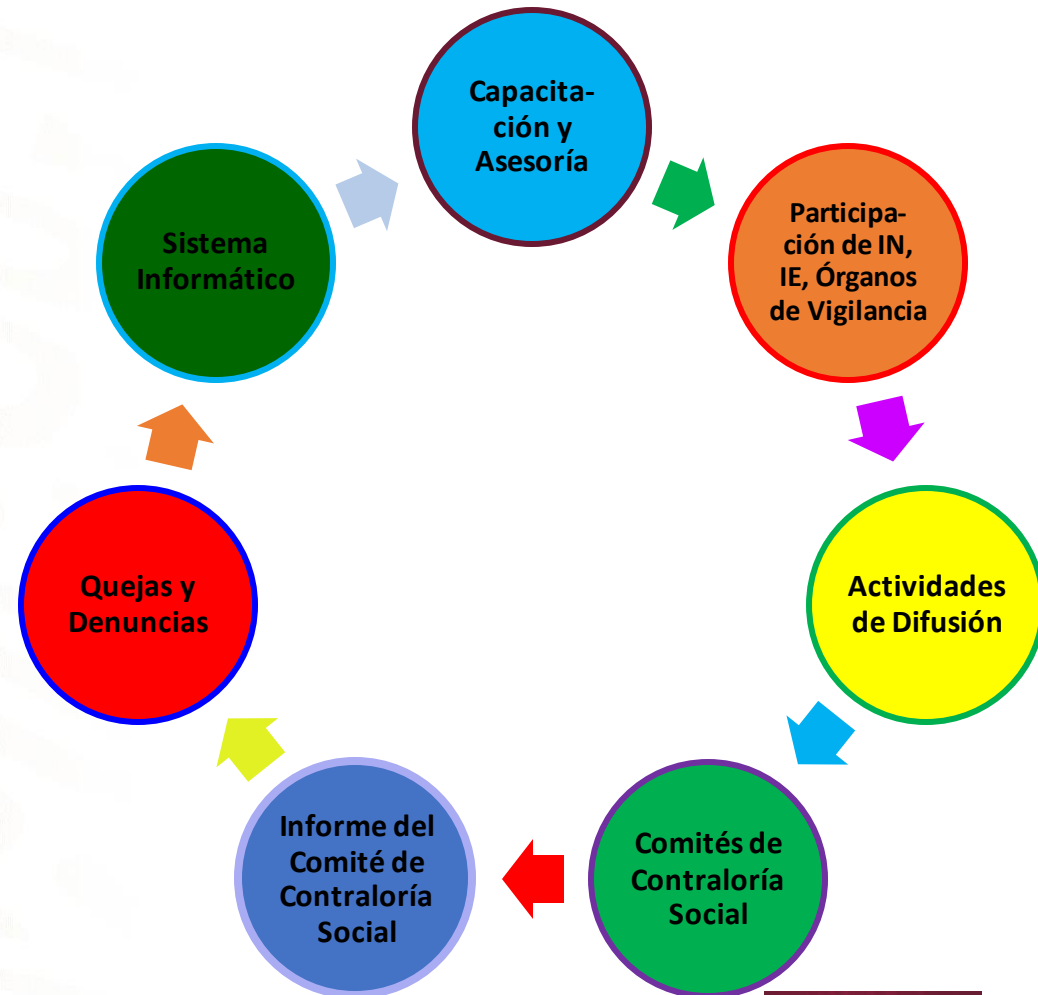 Capacita-
ción y
Asesoría
Participa-
ción de IN,
IE, Órganos
de Vigilancia
Actividades
de Difusión
Comités de
Contraloría
Social
Informe del
Comité de
Contraloría
Social
Quejas y
Denuncias
Sistema
Informático